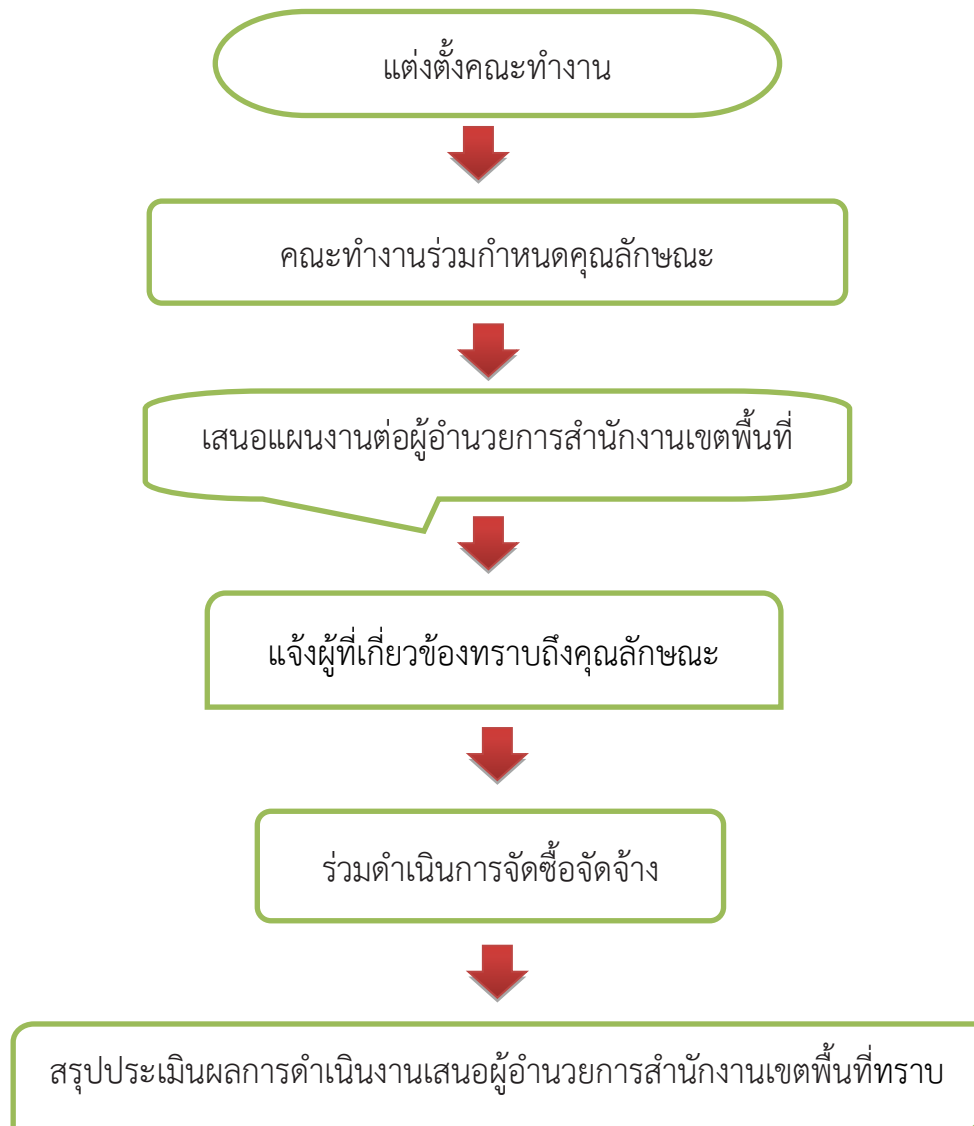 แต่งตั้งคณะทำงาน
คณะทำงานร่วมกำหนดคุณลักษณะ
เสนอแผนงานต่อผู้อำนวยการสำนักงานเขตพื้นที่
แจ้งผู้ที่เกี่ยวข้องทราบถึงคุณลักษณะ
ร่วมดำเนินการจัดซื้อจัดจ้าง
สรุปประเมินผลการดำเนินงานเสนอผู้อำนวยการสำนักงานเขตพื้นที่ทราบ